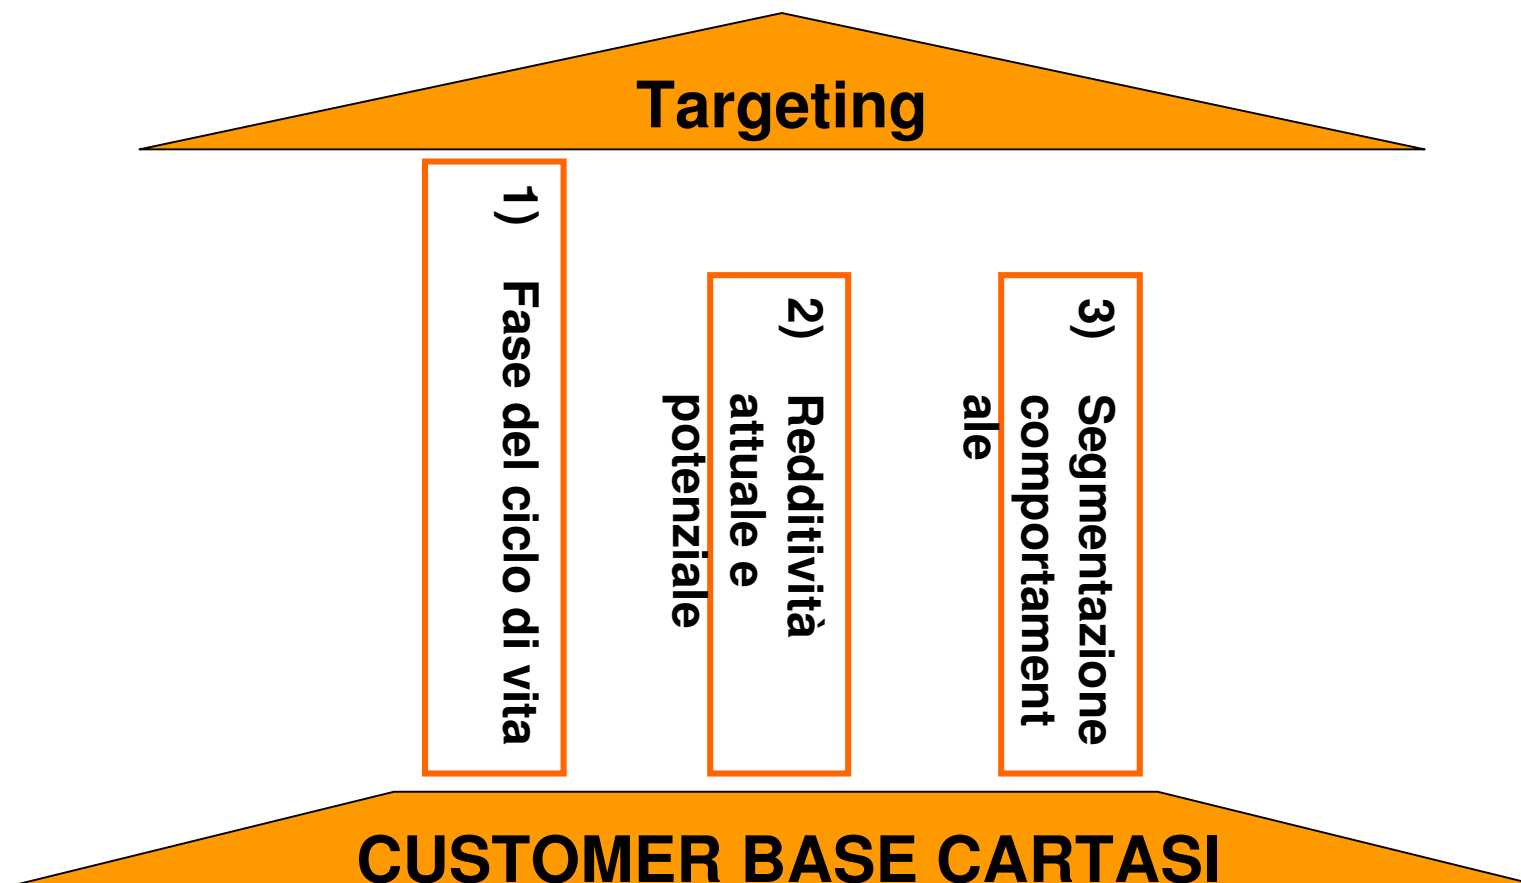 Targeting
1) Fase del ciclo di vita
2) Redditività
attuale e
potenziale
3) Segmentazione
comportament
ale
CUSTOMER BASE CARTASI